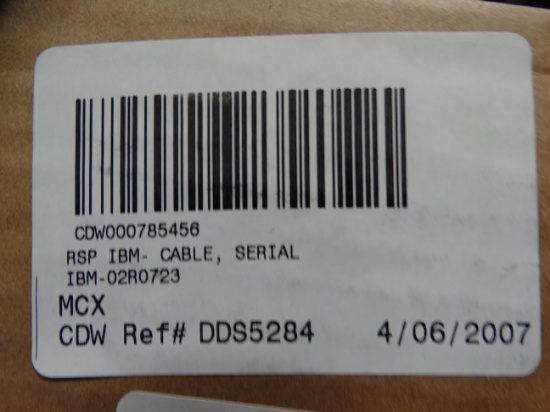 CDW000785456
RSP IBM- CABLE, SERIAL
IBM-02R0723
MCX
CDW Ref# DDS5284 4/06/2007